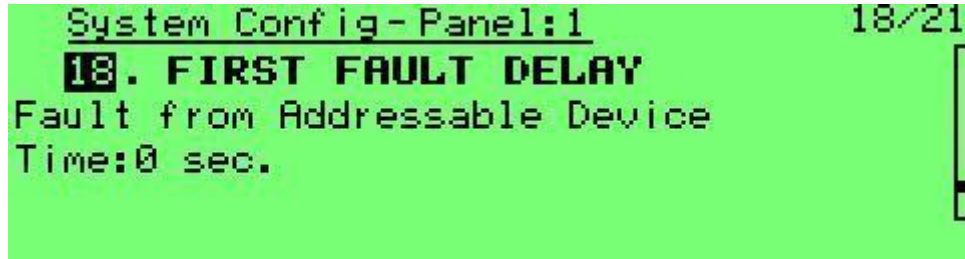 System Config-Panel:1 18/21
18. FIRST FAULT DELAY
Fault from Addressable Device
Time:0 sec.